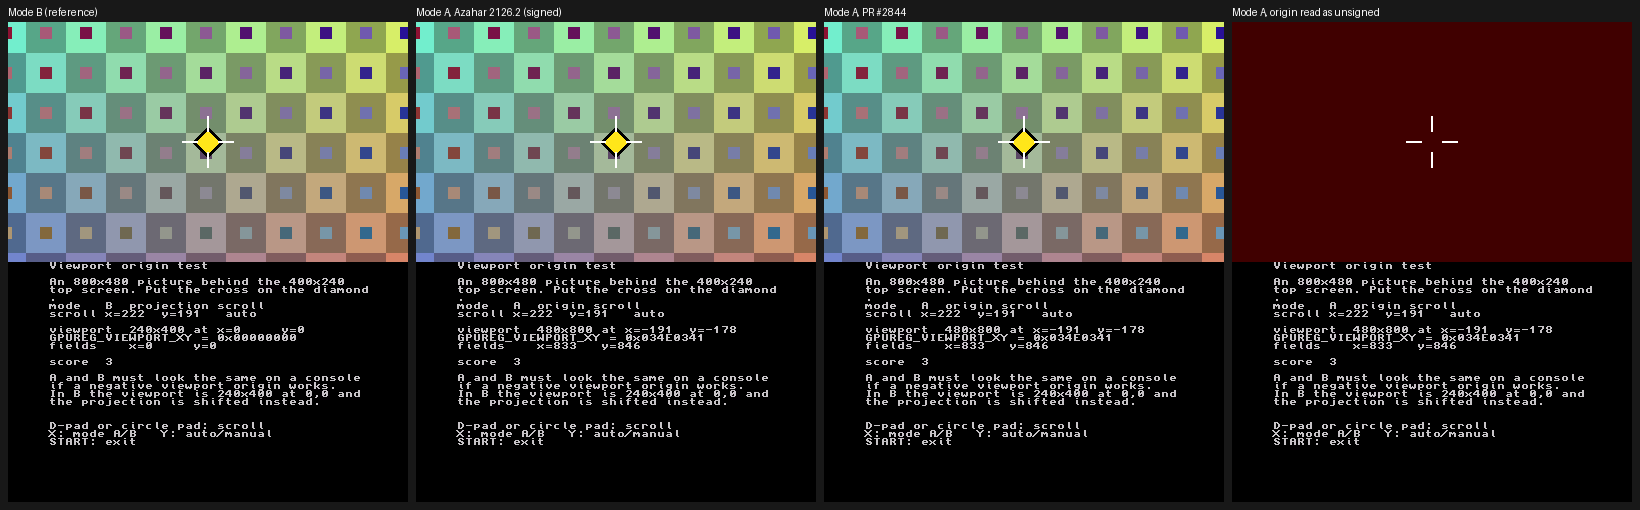 Mode B (reference)
Viewport origin test
An 800x480 picture behind the 400x240
top screen. Put the cross on the diamond
.
mode   B  projection scroll
scroll x=222  y=191   auto
viewport  240x400 at x=0     y=0
GPUREG_VIEWPORT_XY = 0x00000000
fields    x=0     y=0
score  3
A and B must look the same on a console
if a negative viewport origin works.
In B the viewport is 240x400 at 0,0 and
the projection is shifted instead.
D-pad or circle pad: scroll
X: mode A/B   Y: auto/manual
START: exit
Mode A, Azahar 2126.2 (signed)
Viewport origin test
An 800x480 picture behind the 400x240
top screen. Put the cross on the diamond
.
mode   A  origin scroll
scroll x=222  y=191   auto
viewport  480x800 at x=-191  y=-178
GPUREG_VIEWPORT_XY = 0x034E0341
fields    x=833   y=846
score  3
A and B must look the same on a console
if a negative viewport origin works.
In B the viewport is 240x400 at 0,0 and
the projection is shifted instead.
D-pad or circle pad: scroll
X: mode A/B   Y: auto/manual
START: exit
Mode A, PR #2844
Viewport origin test
An 800x480 picture behind the 400x240
top screen. Put the cross on the diamond
.
mode   A  origin scroll
scroll x=222  y=191   auto
viewport  480x800 at x=-191  y=-178
GPUREG_VIEWPORT_XY = 0x034E0341
fields    x=833   y=846
score  3
A and B must look the same on a console
if a negative viewport origin works.
In B the viewport is 240x400 at 0,0 and
the projection is shifted instead.
D-pad or circle pad: scroll
X: mode A/B   Y: auto/manual
START: exit
Mode A, origin read as unsigned
Viewport origin test
An 800x480 picture behind the 400x240
top screen. Put the cross on the diamond
.
mode   A  origin scroll
scroll x=222  y=191   auto
viewport  480x800 at x=-191  y=-178
GPUREG_VIEWPORT_XY = 0x034E0341
fields    x=833   y=846
score  3
A and B must look the same on a console
if a negative viewport origin works.
In B the viewport is 240x400 at 0,0 and
the projection is shifted instead.
D-pad or circle pad: scroll
X: mode A/B   Y: auto/manual
START: exit